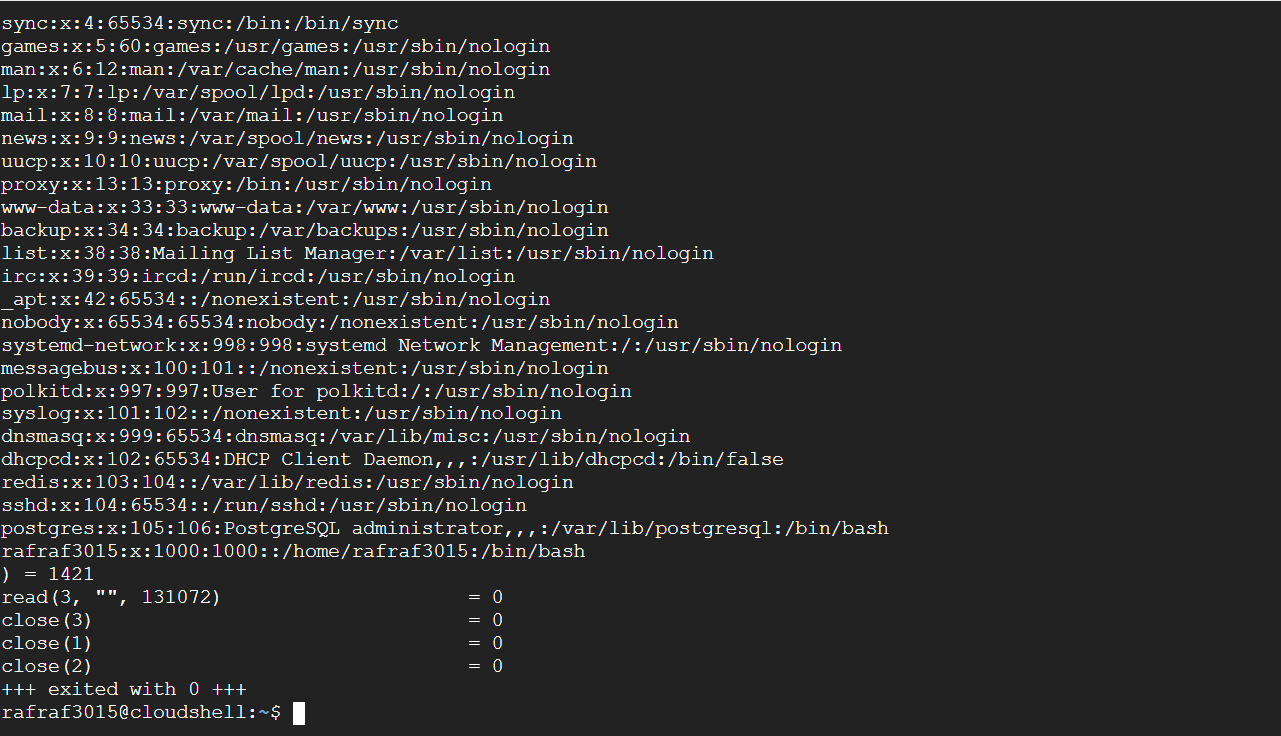 sync:x:4:65534:sync:/bin:/bin/sync
games:x:5:60:games:/usr/games:/usr/sbin/nologin
man:x:6:12:man:/var/cache/man:/usr/sbin/nologin
lp:x:7:7:lp:/var/spool/lpd:/usr/sbin/nologin
mail:x:8:8:mail:/var/mail:/usr/sbin/nologin
news:x:9:9:news:/var/spool/news:/usr/sbin/nologin
uucp:x:10:10:uucp:/var/spool/uucp:/usr/sbin/nologin
proxy:x:13:13:proxy:/bin:/usr/sbin/nologin
www-data:x:33:33:www-data:/var/www:/usr/sbin/nologin
backup:x:34:34:backup:/var/backups:/usr/sbin/nologin
list:x:38:38:Mailing List Manager:/var/list:/usr/sbin/nologin
irc:x:39:39:ircd:/run/ircd:/usr/sbin/nologin
_apt:x:42:65534::/nonexistent:/usr/sbin/nologin
nobody:x:65534:65534:nobody:/nonexistent:/usr/sbin/nologin
systemd-network:x:998:998:systemd Network Management:/:/usr/sbin/nologin
messagebus:x:100:101::/nonexistent:/usr/sbin/nologin
polkitd:x:997:997:User for polkitd:/:/usr/sbin/nologin
syslog:x:101:102::/nonexistent:/usr/sbin/nologin
dnsmasq:x:999:65534:dnsmasq:/var/lib/misc:/usr/sbin/nologin
dhcpcd:x:102:65534:DHCP Client Daemon,,,:/usr/lib/dhcpcd:/bin/false
redis:x:103:104::/var/lib/redis:/usr/sbin/nologin
sshd:x:104:65534::/run/sshd:/usr/sbin/nologin
postgres:x:105:106:PostgreSQL administrator,,,:/var/lib/postgresql:/bin/bash
rafraf3015:x:1000:1000::/home/rafraf3015:/bin/bash
) = 1421
read(3, "", 131072)                     = 0
close(3)                                = 0
close(1)                                = 0
close(2)                                = 0
+++ exited with 0 +++
rafraf3015@cloudshell:~$